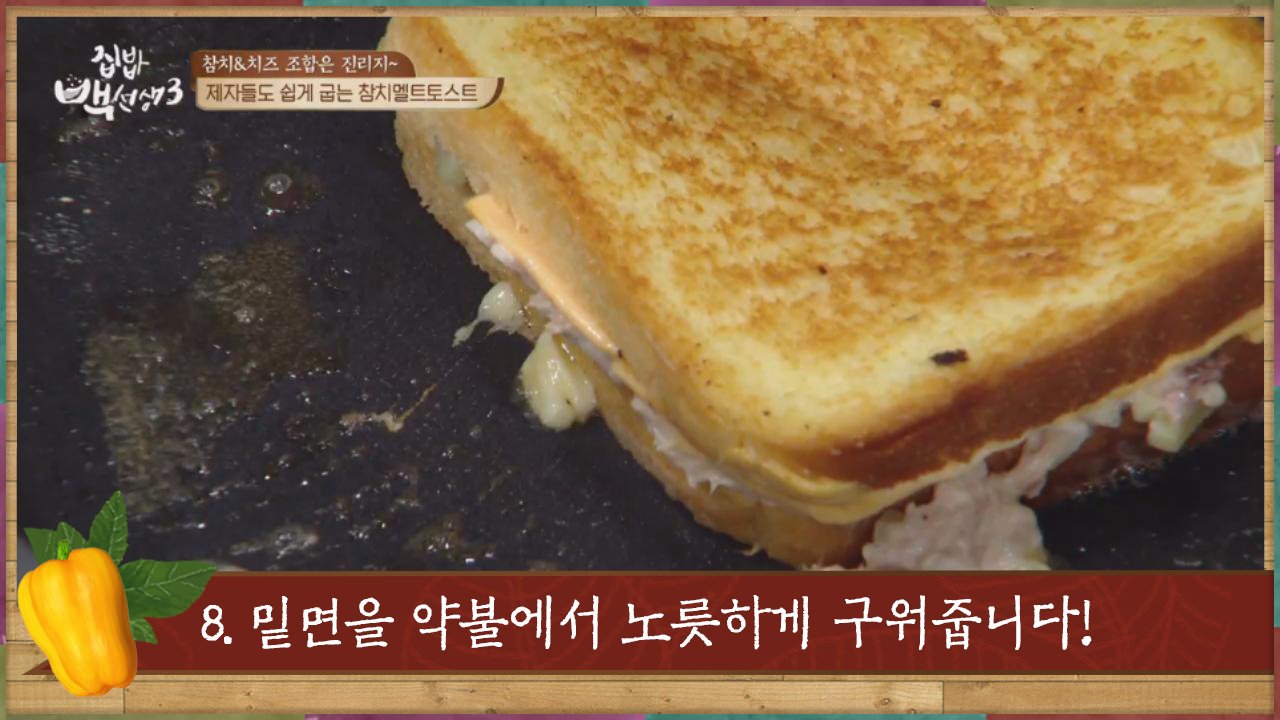 집밥
백선생3
참치&치즈 조합은 진리지~
제자들도 쉽게 굽는 참치멜트토스트
8. 밑면을 약불에서 노릇하게 구워줍니다!